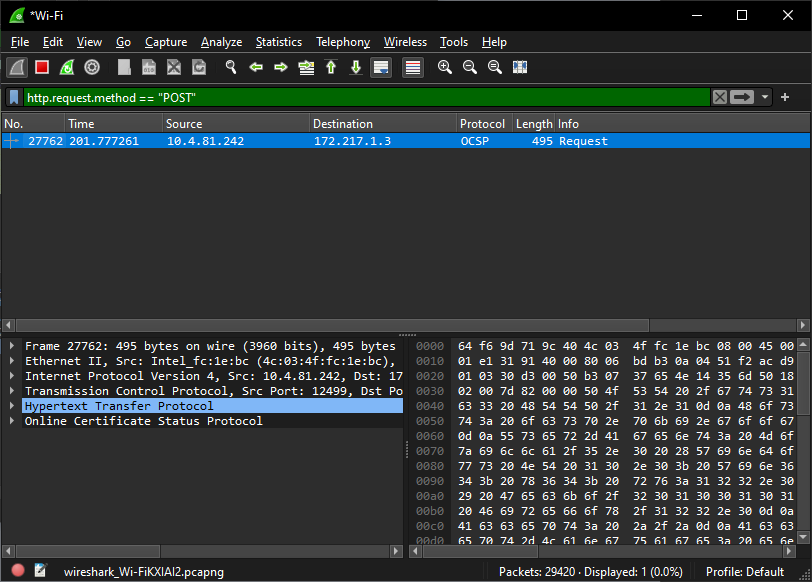 *Wi-Fi
File Edit View Go Capture Analyze Statistics Telephony Wireless Tools Help
http.request.method == "POST"
No. Time Source Destination Protocol Length Info
27762 201.777261 10.4.81.242 172.217.1.3 OCSP 495 Request
Frame 27762: 495 bytes on wire (3960 bits), 495 bytes
Ethernet II, Src: Intel_fc:1e:bc (4c:03:4f:fc:1e:bc),
Internet Protocol Version 4, Src: 10.4.81.242, Dst: 17
Transmission Control Protocol, Src Port: 12499, Dst Po
Hypertext Transfer Protocol
Online Certificate Status Protocol
0000 64 f6 9d 71 9c 40 4c 03 4f fc 1e bc 08 00 45 00
0010 01 e1 31 91 40 00 80 06 bd b3 0a 04 51 f2 ac d9
0020 01 03 30 d3 00 50 b3 07 37 65 4e 14 35 6d 50 18
0030 02 00 7d 82 00 00 50 4f 53 54 20 2f 67 74 73 31
0040 63 33 20 48 54 54 50 2f 31 2e 31 0d 0a 48 6f 73
0050 74 3a 20 6f 63 73 70 2e 70 6b 69 2e 67 6f 6f 67
0060 0d 0a 55 73 65 72 2d 41 67 65 6e 74 3a 20 4d 6f
0070 7a 69 6c 6c 61 2f 35 2e 30 20 28 57 69 6e 64 6f
0080 77 73 20 4e 54 20 31 30 2e 30 3b 20 57 69 6e 36
0090 34 3b 20 78 36 34 3b 20 72 76 3a 31 32 32 2e 30
00a0 29 20 47 65 63 6b 6f 2f 32 30 31 30 30 31 30 31
00b0 20 46 69 72 65 66 6f 78 2f 31 32 32 2e 30 0d 0a
00c0 41 63 63 65 70 74 3a 20 2a 2f 2a 0d 0a 41 63 63
65 70 74 2d 4c 61 6e 67 75 61 67 65 3a 20 65 6e
wireshark_Wi-FiKXIAI2.pcapng
Packets: 29420 · Displayed: 1 (0.0%)
Profile: Default